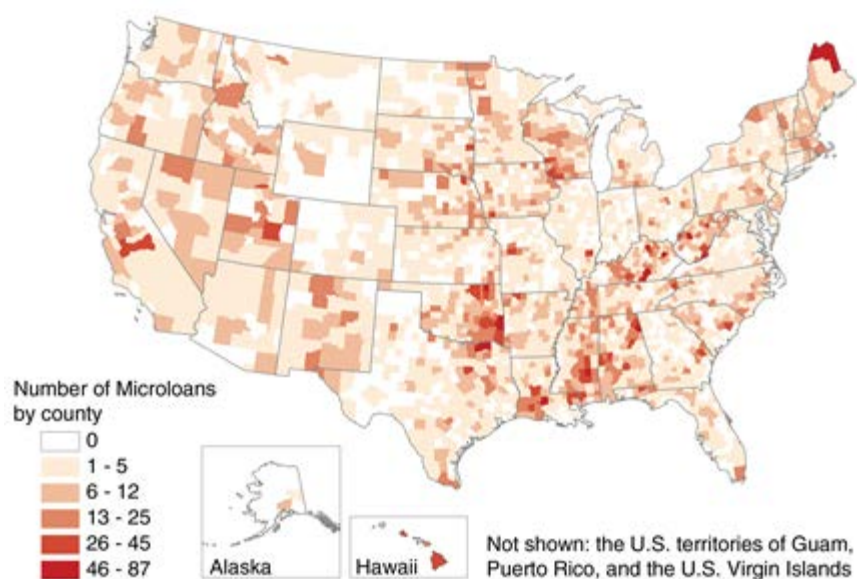 Number of Microloans
by county
0
1 - 5
6 - 12
13 - 25
26 - 45
46 - 87
Alaska
Hawaii
Not shown: the U.S. territories of Guam,
Puerto Rico, and the U.S. Virgin Islands